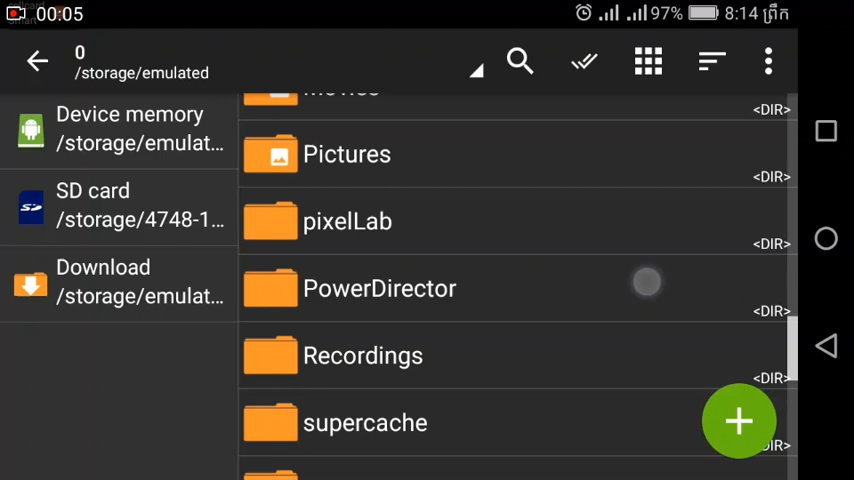 00:05
97%
8:14 ព្រឹក
0
/storage/emulated
Device memory
/storage/emulat...
SD card
/storage/4748-1...
Download
/storage/emulat...
Movies
<DIR>
Pictures
<DIR>
pixelLab
<DIR>
PowerDirector
<DIR>
Recordings
<DIR>
supercache
<DIR>